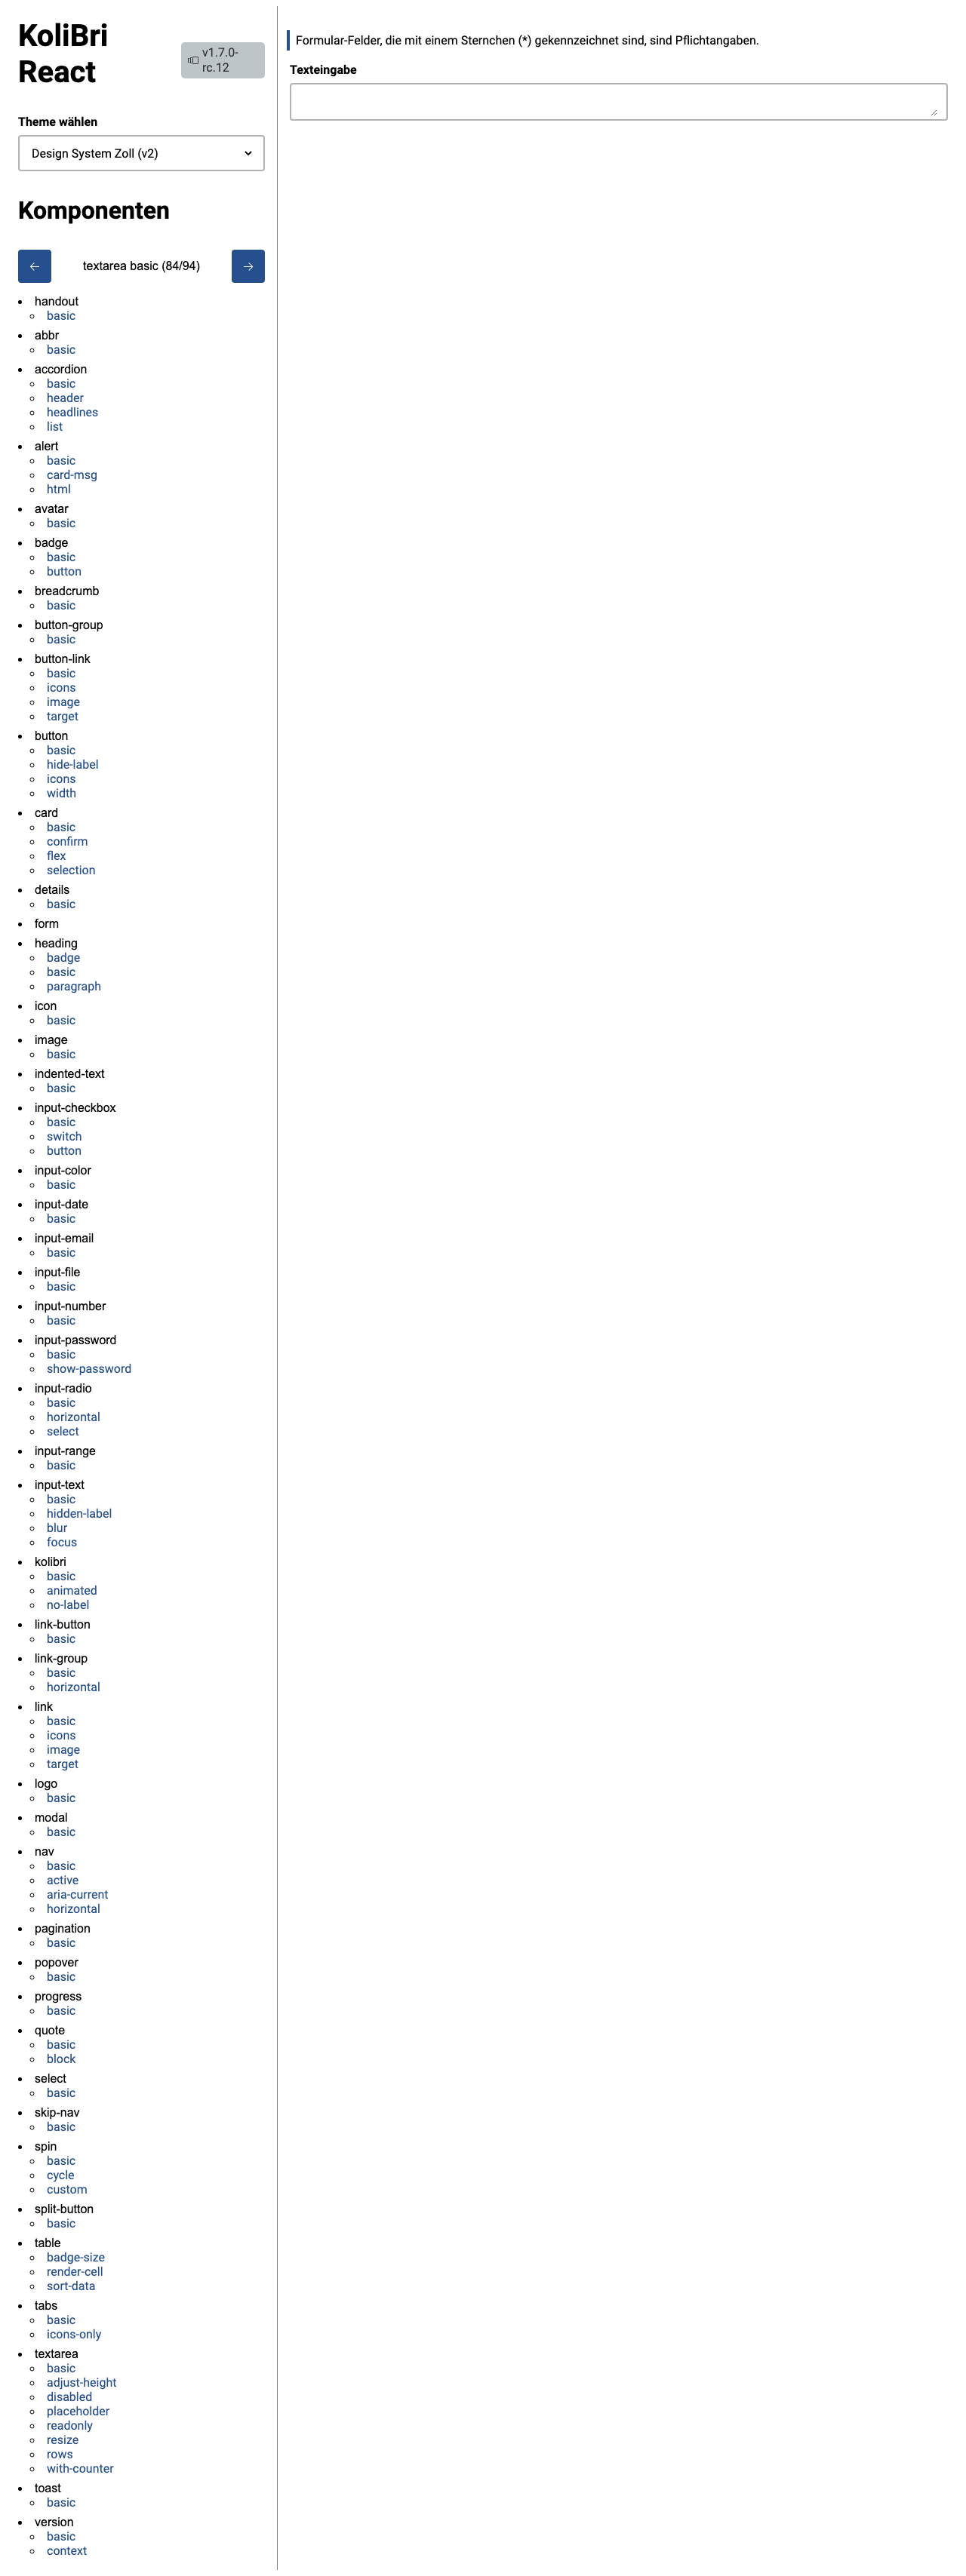 KoliBri
React
v1.7.0-
rc.12
Theme wählen
Design System Zoll (v2)
Komponenten
textarea basic (84/94)
handout
basic
abbr
basic
accordion
basic
header
headlines
list
alert
basic
card-msg
html
avatar
basic
badge
basic
button
breadcrumb
basic
button-group
basic
button-link
basic
icons
image
target
button
basic
hide-label
icons
width
card
basic
confirm
flex
selection
details
basic
form
heading
badge
basic
paragraph
icon
basic
image
basic
indented-text
basic
input-checkbox
basic
switch
button
input-color
basic
input-date
basic
input-email
basic
input-file
basic
input-number
basic
input-password
basic
show-password
input-radio
basic
horizontal
select
input-range
basic
input-text
basic
hidden-label
blur
focus
kolibri
basic
animated
no-label
link-button
basic
link-group
basic
horizontal
link
basic
icons
image
target
logo
basic
modal
basic
nav
basic
active
aria-current
horizontal
pagination
basic
popover
basic
progress
basic
quote
basic
block
select
basic
skip-nav
basic
spin
basic
cycle
custom
split-button
basic
table
badge-size
render-cell
sort-data
tabs
basic
icons-only
textarea
basic
adjust-height
disabled
placeholder
readonly
resize
rows
with-counter
toast
basic
version
basic
context
Formular-Felder, die mit einem Sternchen (*) gekennzeichnet sind, sind Pflichtangaben.
Texteingabe